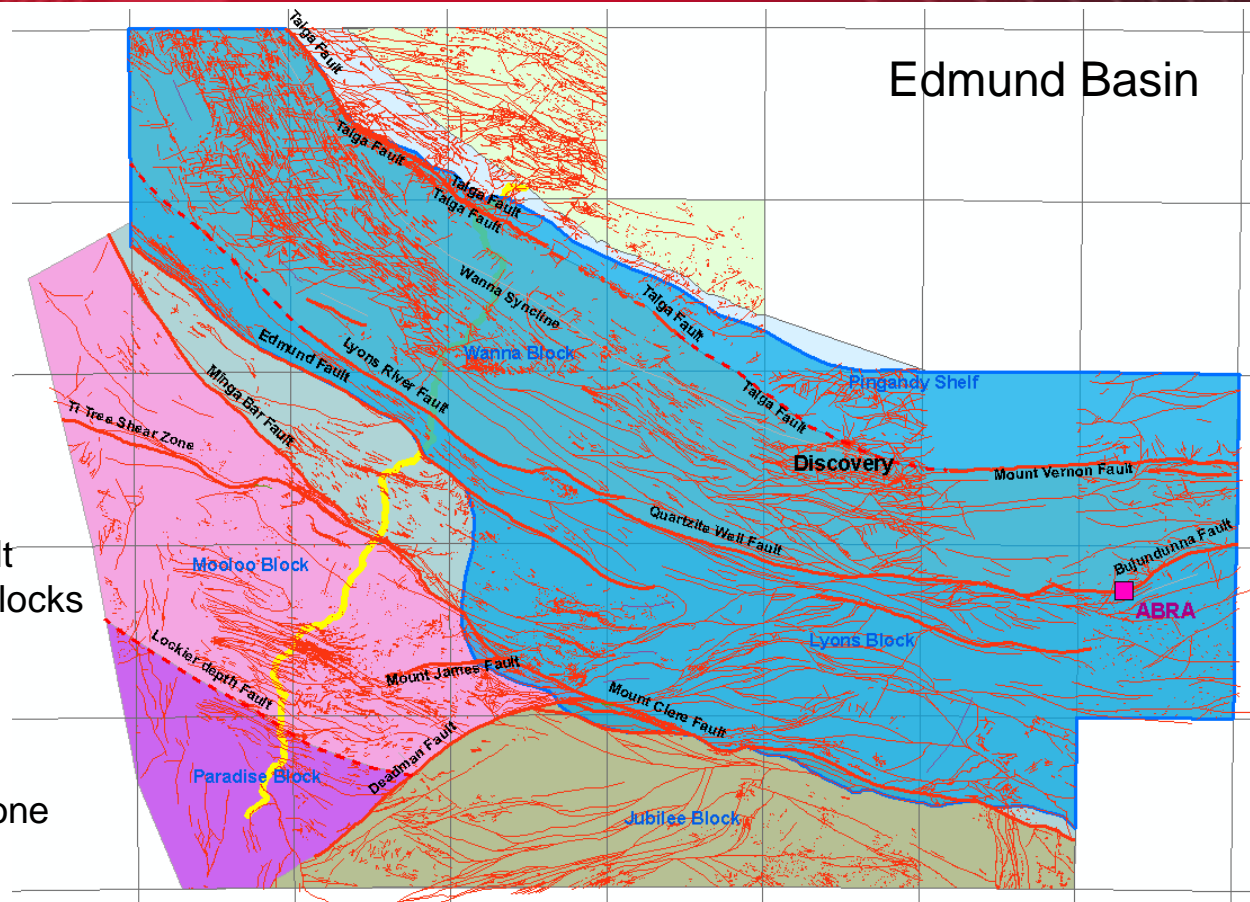 Edmund Basin
Talga Fault
Talga Fault
Talga Fault
Talga Fault
Wanna Syncline
Talga Fault
Edmund Fault
Lyons River Fault
Wanna Block
Minga Bar Fault
Pingandy Shelf
Talga Fault
Ti Tree Shear Zone
Discovery
Mount Vernon Fault
Quartzite Well Fault
Bujundunna Fault
lt
Mooloo Block
locks
ABRA
Lyons Block
Lockier depth Fault
Mount James Fault
Mount Clere Fault
Deadman Fault
Paradise Block
one
Jubilee Block